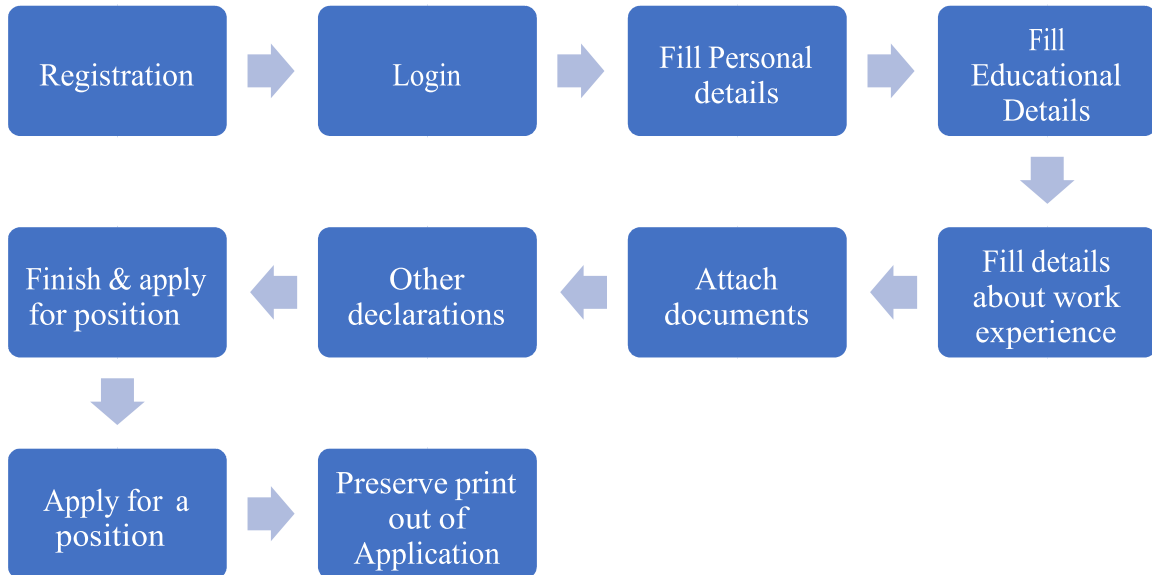 Registration
Login
Fill Personal
details
Fill
Educational
Details
Fill details
about work
experience
Attach
documents
Other
declarations
Finish & apply
for position
Apply for a
position
Preserve print
out of
Application